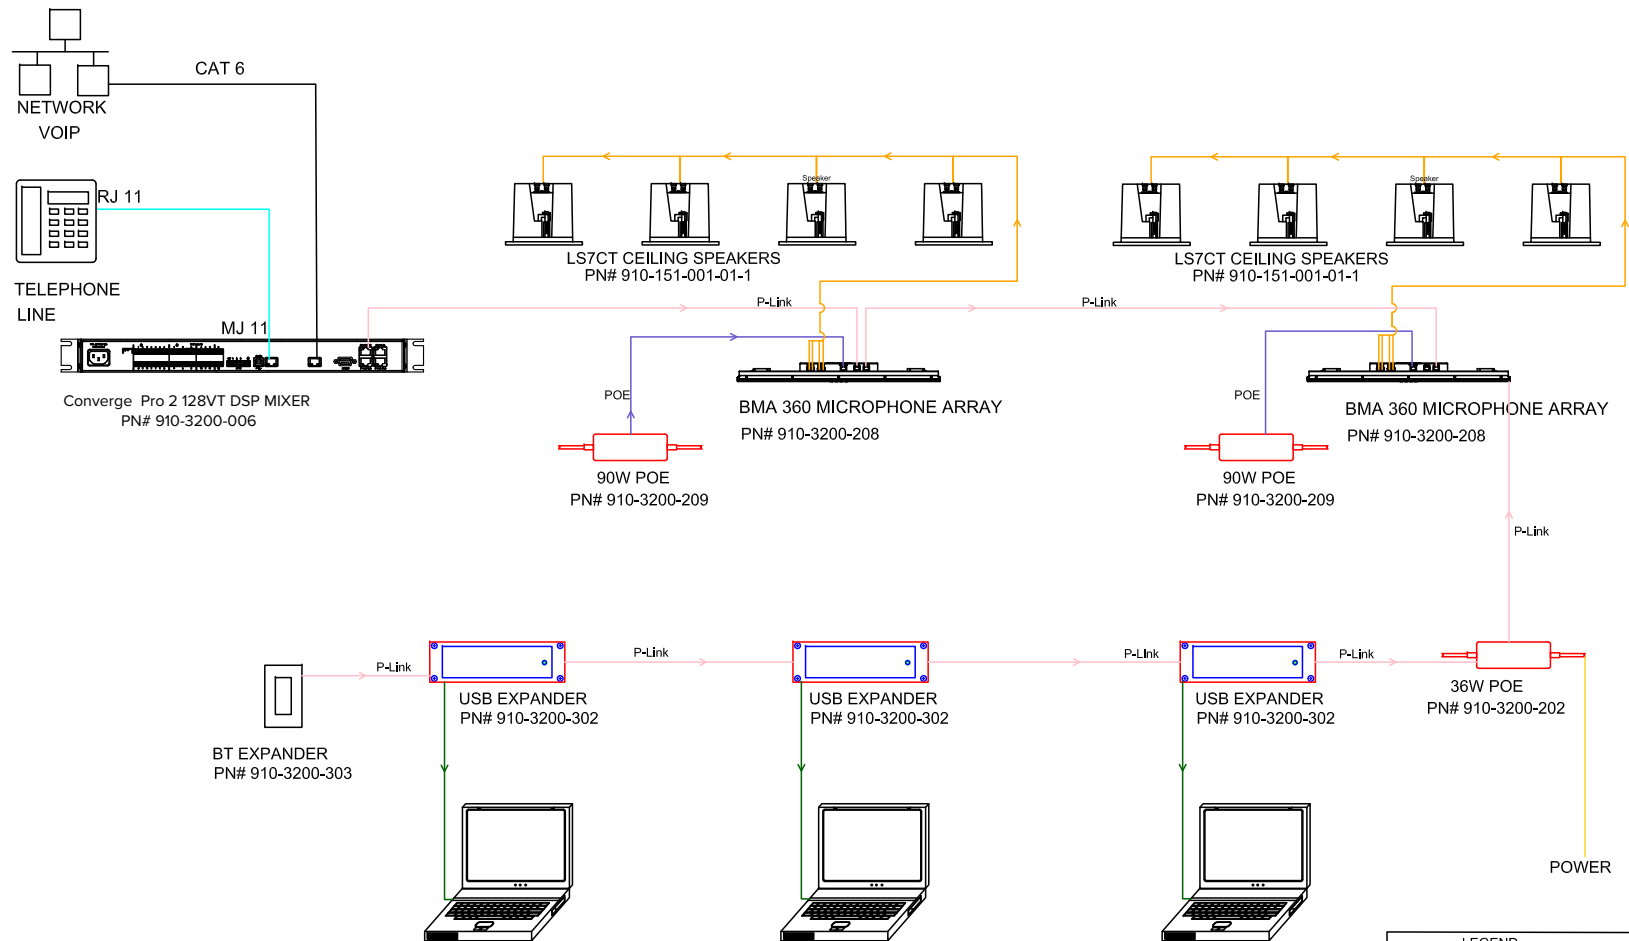 CAT 6
NETWORK
VOIP
RJ 11
TELEPHONE
LINE
MJ 11
Converge Pro 2 128VT DSP MIXER
PN# 910-3200-006
Speaker
LS7CT CEILING SPEAKERS
PN# 910-151-001-01-1
Speaker
LS7CT CEILING SPEAKERS
PN# 910-151-001-01-1
P-Link
P-Link
POE
BMA 360 MICROPHONE ARRAY
PN# 910-3200-208
90W POE
PN# 910-3200-209
POE
BMA 360 MICROPHONE ARRAY
PN# 910-3200-208
90W POE
PN# 910-3200-209
P-Link
P-Link
P-Link
P-Link
P-Link
BT EXPANDER
PN# 910-3200-303
USB EXPANDER
PN# 910-3200-302
USB EXPANDER
PN# 910-3200-302
USB EXPANDER
PN# 910-3200-302
36W POE
PN# 910-3200-202
POWER
LEGEND